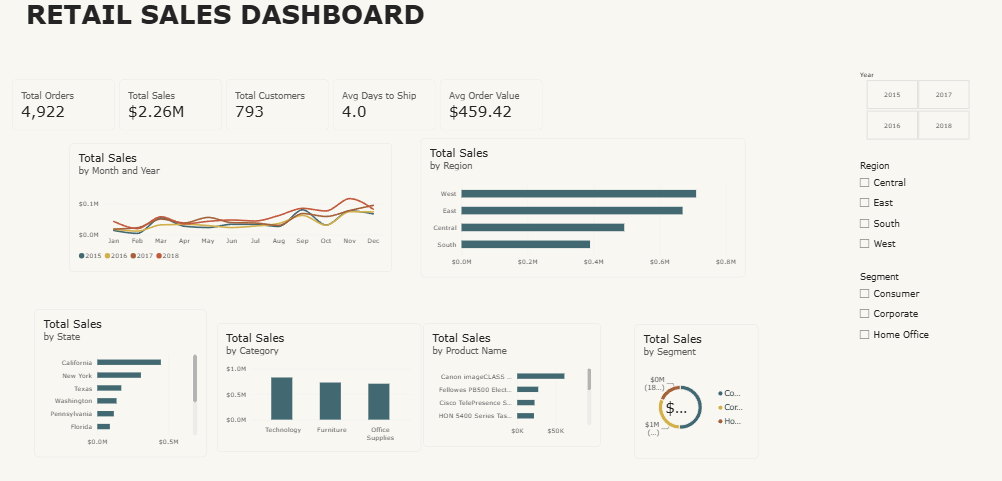 RETAIL SALES DASHBOARD
Total Orders
4,922
Total Sales
$2.26M
Total Customers
793
Avg Days to Ship
4.0
Avg Order Value
$459.42
Year
2015 2017
2016 2018
Region
Central
East
South
West
Segment
Consumer
Corporate
Home Office
Total Sales
by Month and Year
$0.1M
$0.0M
Jan Feb Mar Apr May Jun Jul Aug Sep Oct Nov Dec
2015 2016 2017 2018
Total Sales
by Region
West
East
Central
South
$0.0M $0.2M $0.4M $0.6M $0.8M
Total Sales
by State
California
New York
Texas
Washington
Pennsylvania
Florida
$0.0M $0.5M
Total Sales
by Category
$1.0M
$0.5M
$0.0M
Technology Furniture Office
Supplies
Total Sales
by Product Name
Canon imageCLASS ...
Fellowes PB500 Elect...
Cisco TelePresence S...
HON 5400 Series Tas...
$0K $50K
Total Sales
by Segment
$0M
(18...)
$1M
(...)
$...
Co...
Cor...
Ho...